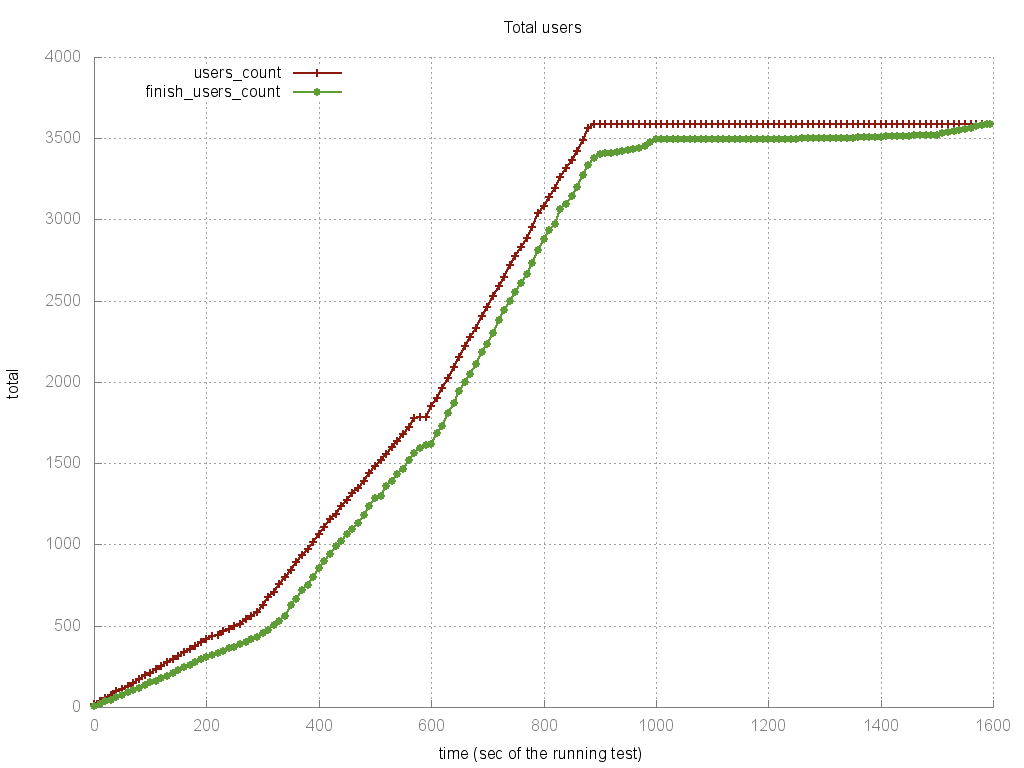 Total users
users_count
finish_users_count
4000
3500
3000
2500
2000
1500
1000
500
0
total
0 200 400 600 800 1000 1200 1400 1600
time (sec of the running test)